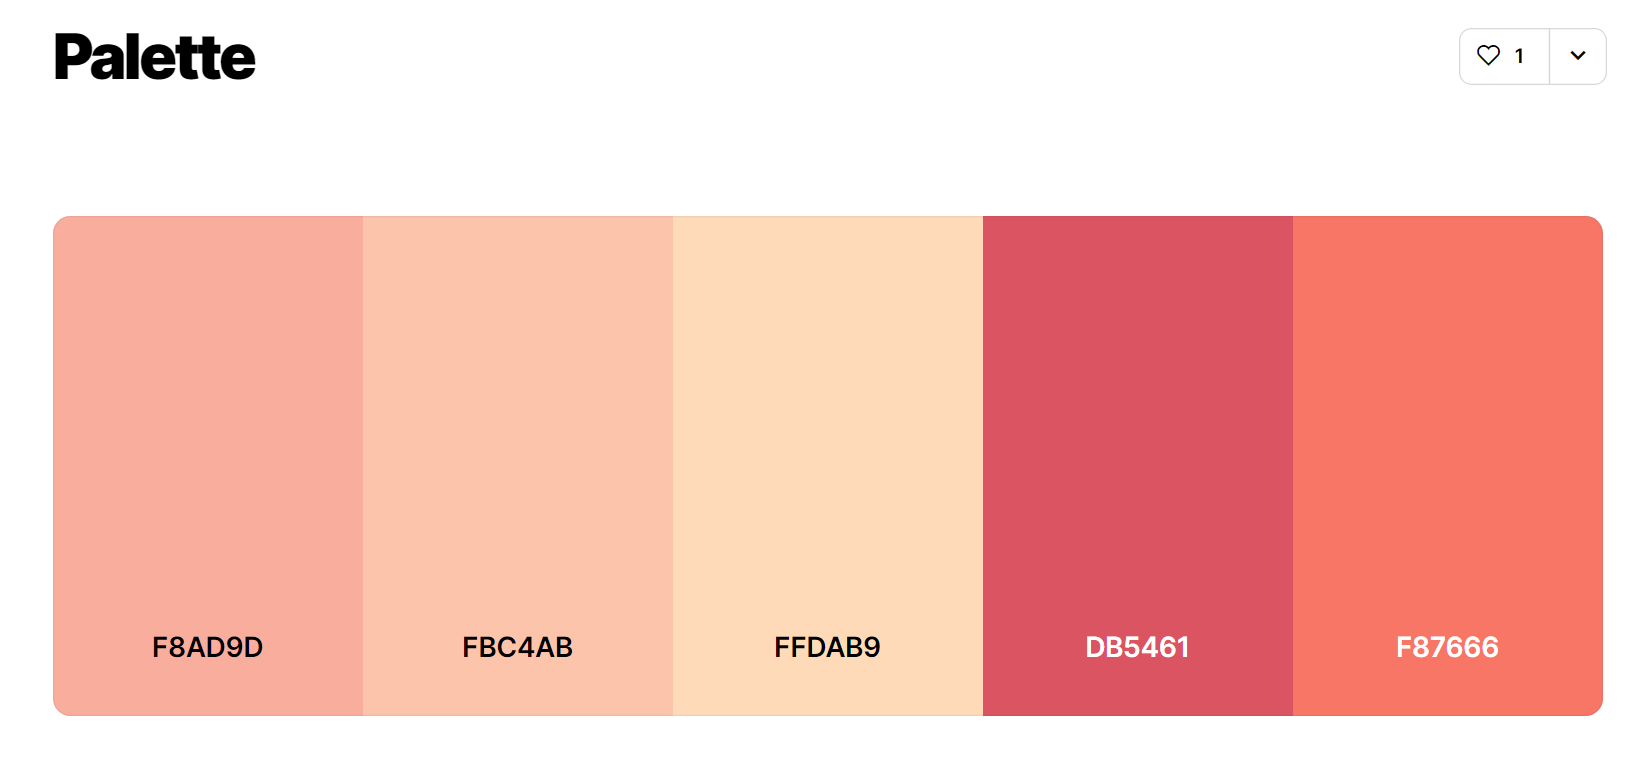 Palette
1
F8AD9D
FBC4AB
FFDAB9
DB5461
F87666